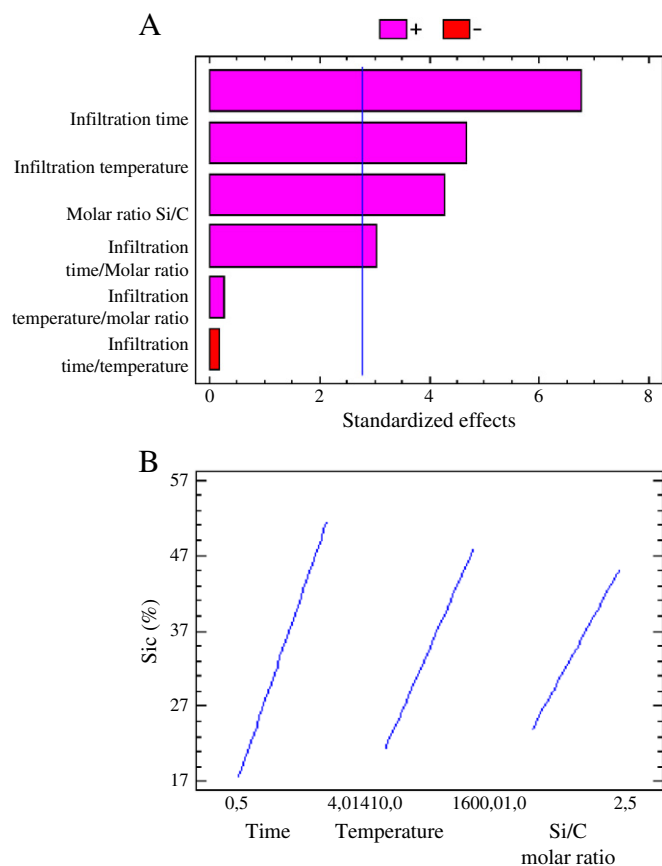 A
+ -
Infiltration time
Infiltration temperature
Molar ratio Si/C
Infiltration
time/Molar ratio
Infiltration
temperature/molar ratio
Infiltration
time/temperature
0 2 4 6 8
Standardized effects
B
57
47
37
27
17
Sic (%)
0,5 4,01410,0 1600,01,0 2,5
Time Temperature Si/C
molar ratio